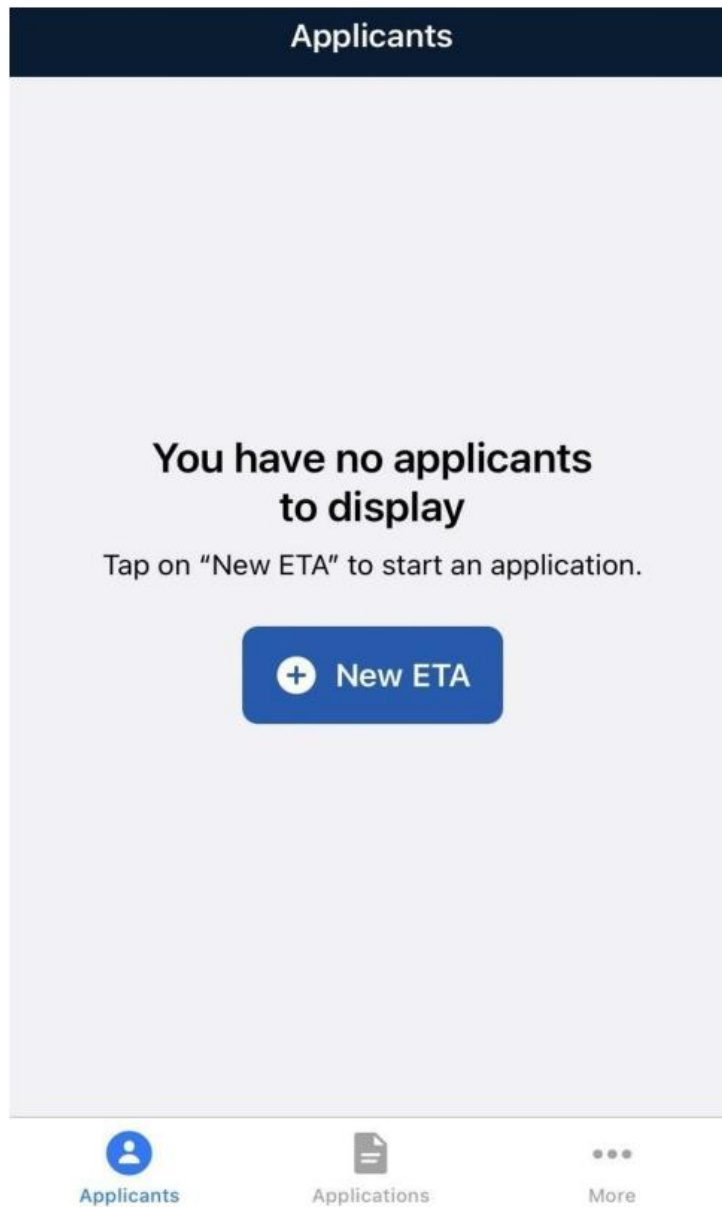 Applicants
You have no applicants
to display
Tap on “New ETA” to start an application.
New ETA
Applicants
Applications
More